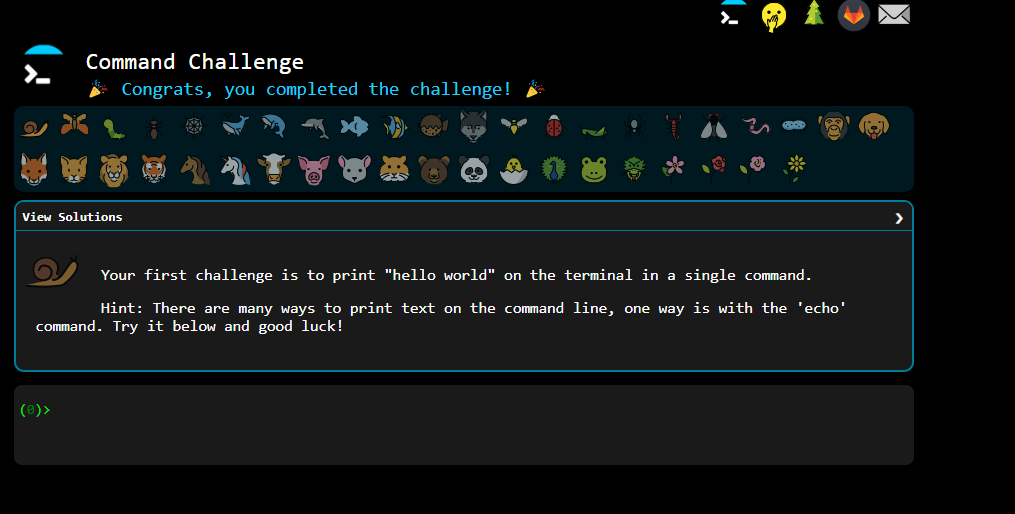 Command Challenge
🎉 Congrats, you completed the challenge! 🎉
View Solutions ❯
Your first challenge is to print "hello world" on the terminal in a single command.
Hint: There are many ways to print text on the command line, one way is with the 'echo'
command. Try it below and good luck!
(0)>